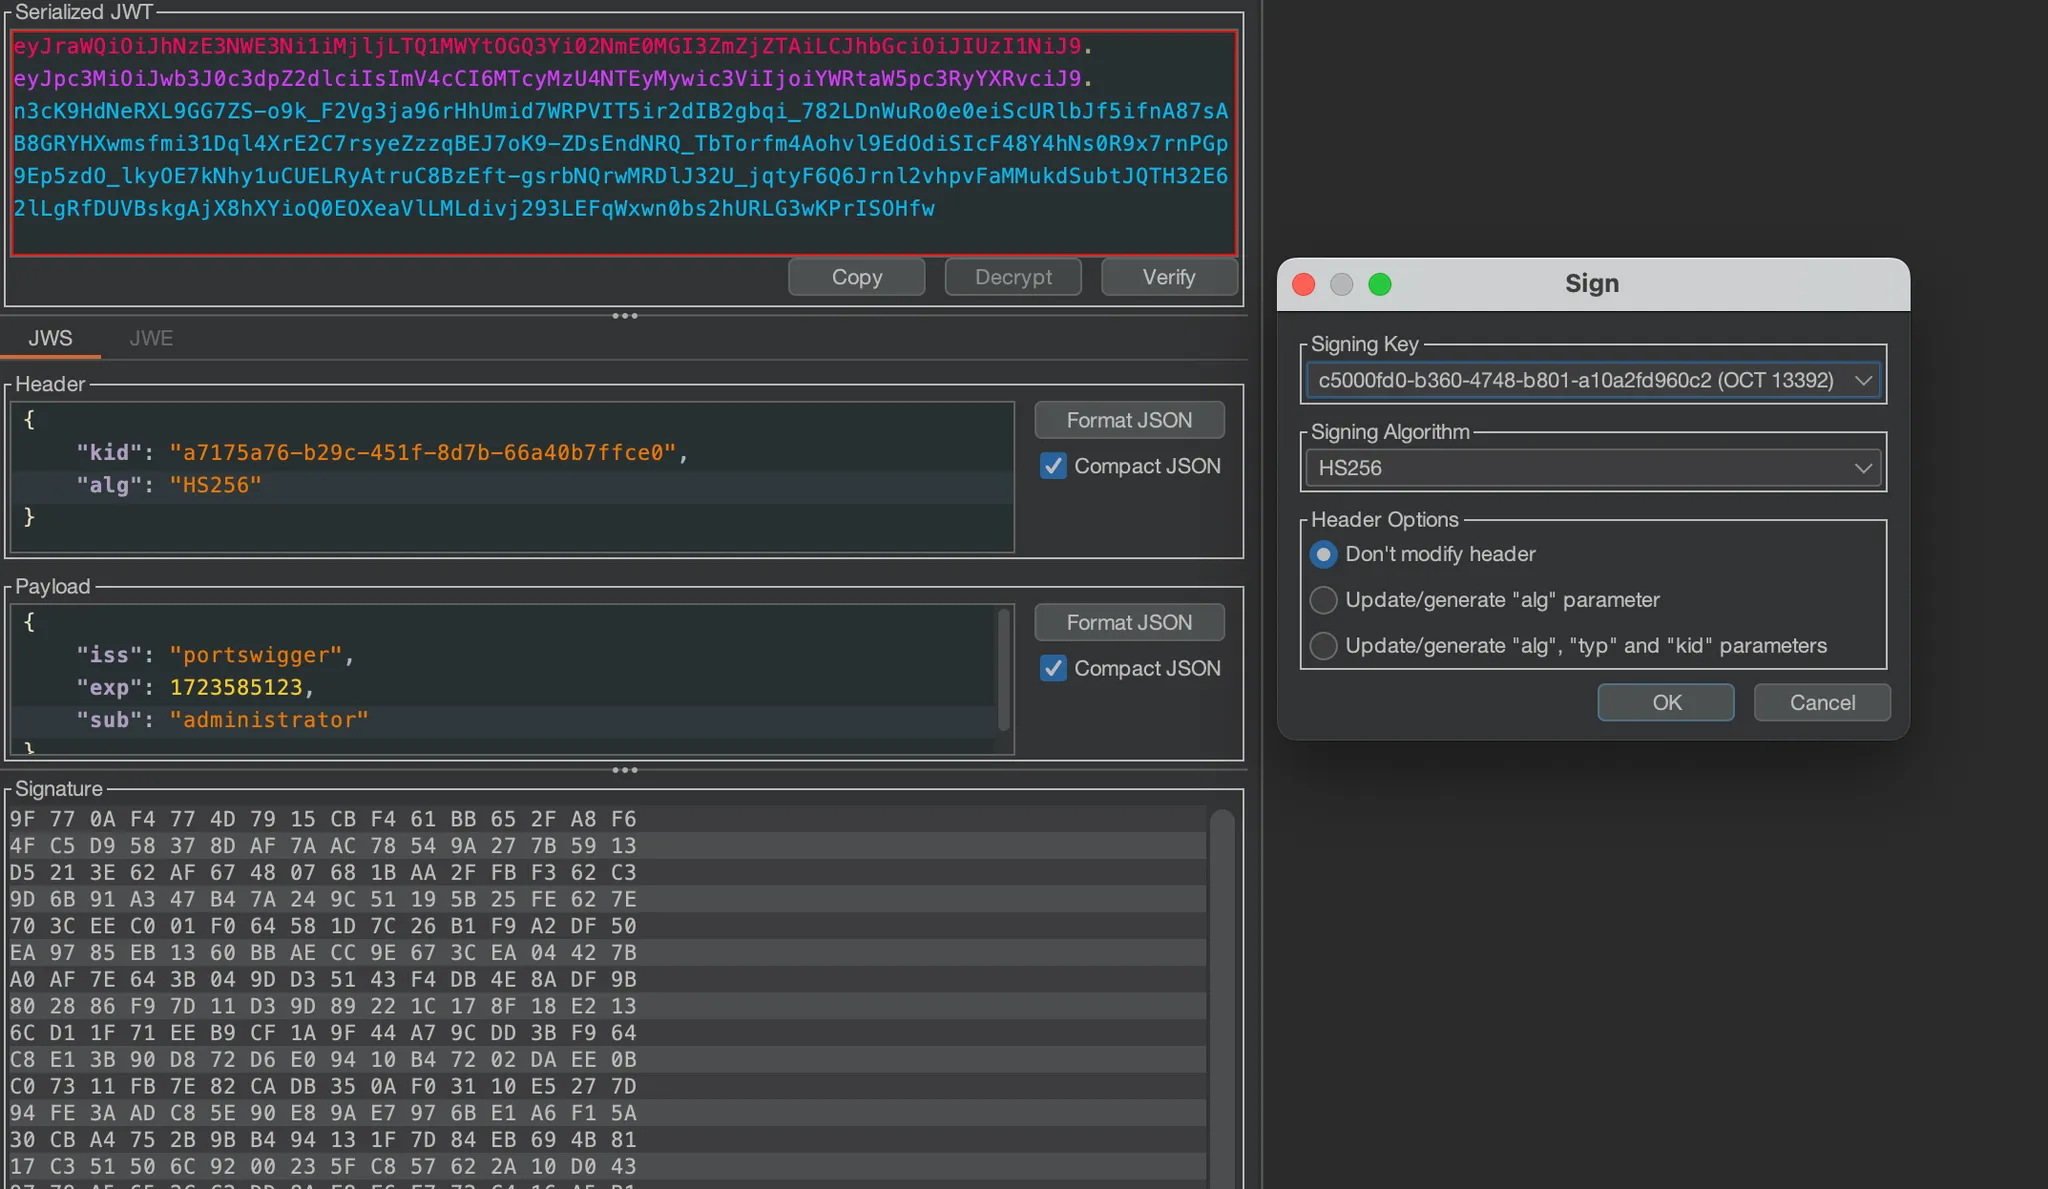 Serialized JWT
eyJraWQiOiJhNzE3NWE3Ni1iMjljLTQ1MWYtOGQ3Yi02NmE0MGI3ZmZjZTAiLCJhbGciOiJIUzI1NiJ9.
eyJpc3MiOiJwb3J0c3dpZ2dlciIsImV4cCI6MTcyMzU4NTEyMywic3ViIjoiYWRtaW5pc3RyYXRvciJ9.
n3cK9HdNeRXL9GG7ZS-o9k_F2Vg3ja96rHhUmid7WRPVIT5ir2dIB2gbqi_782LDnWuRo0e0eiScURlbJf5ifnA87sA
B8GRYHXwmsfmi31Dql4XrE2C7rsyeZzzqBEJ7oK9-ZDsEndNRQ_TbTorfm4Aohvl9EdOdiSIcF48Y4hNs0R9x7rnPGp
9Ep5zdO_lkyOE7kNhy1uCUELRyAtruC8BzEft-gsrbNQrwMRDlJ32U_jqtyF6Q6Jrnl2vhpvFaMMukdSubtJQTH32E6
2lLgRfDUVBskgAjX8hXYioQ0EOXeaVlLMLdivj293LEFqWxwn0bs2hURLG3wKPrISOHfw
Copy
Decrypt
Verify
JWS
JWE
Header
{
"kid": "a7175a76-b29c-451f-8d7b-66a40b7ffce0",
"alg": "HS256"
}
Format JSON
Compact JSON
Payload
{
"iss": "portswigger",
"exp": 1723585123,
"sub": "administrator"
}
Format JSON
Compact JSON
Signature
9F 77 0A F4 77 4D 79 15 CB F4 61 BB 65 2F A8 F6
4F C5 D9 58 37 8D AF 7A AC 78 54 9A 27 7B 59 13
D5 21 3E 62 AF 67 48 07 68 1B AA 2F FB F3 62 C3
9D 6B 91 A3 47 B4 7A 24 9C 51 19 5B 25 FE 62 7E
70 3C EE C0 01 F0 64 58 1D 7C 26 B1 F9 A2 DF 50
EA 97 85 EB 13 60 BB AE CC 9E 67 3C EA 04 42 7B
A0 AF 7E 64 3B 04 9D D3 51 43 F4 DB 4E 8A DF 9B
80 28 86 F9 7D 11 D3 9D 89 22 1C 17 8F 18 E2 13
6C D1 1F 71 EE B9 CF 1A 9F 44 A7 9C DD 3B F9 64
C8 E1 3B 90 D8 72 D6 E0 94 10 B4 72 02 DA EE 0B
C0 73 11 FB 7E 82 CA DB 35 0A F0 31 10 E5 27 7D
94 FE 3A AD C8 5E 90 E8 9A E7 97 6B E1 A6 F1 5A
30 CB A4 75 2B 9B B4 94 13 1F 7D 84 EB 69 4B 81
17 C3 51 50 6C 92 00 23 5F C8 57 62 2A 10 D0 43
Sign
Signing Key
c5000fd0-b360-4748-b801-a10a2fd960c2 (OCT 13392)
Signing Algorithm
HS256
Header Options
Don't modify header
Update/generate "alg" parameter
Update/generate "alg", "typ" and "kid" parameters
OK
Cancel